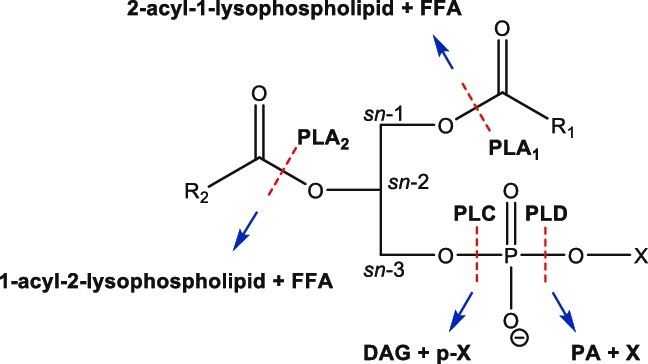 2-acyl-1-lysophospholipid + FFA
O
O
sn-1
O
R1
PLA2
PLA1
R2
O
sn-2
O
PLC
PLD
O
P
O
X
sn-3
1-acyl-2-lysophospholipid + FFA
O
⊖
DAG + p-X
PA + X